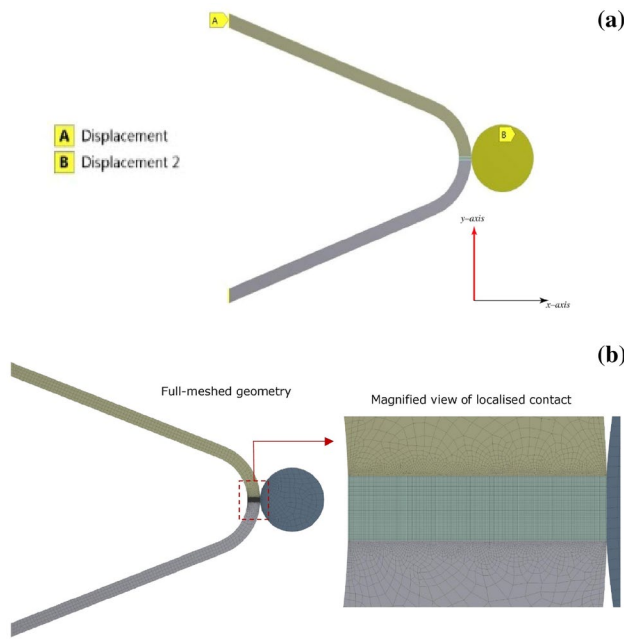 (a)
A
A Displacement
B Displacement 2
B
y-axis
x-axis
(b)
Full-meshed geometry
Magnified view of localised contact